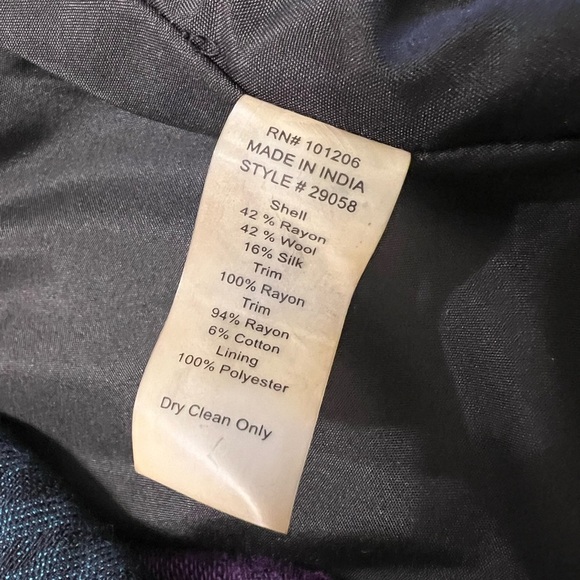 RN# 101206
MADE IN INDIA
STYLE # 29058
Shell
42 % Rayon
42 % Wool
16% Silk
Trim
100% Rayon
Trim
94% Rayon
6% Cotton
Lining
100% Polyester
Dry Clean Only